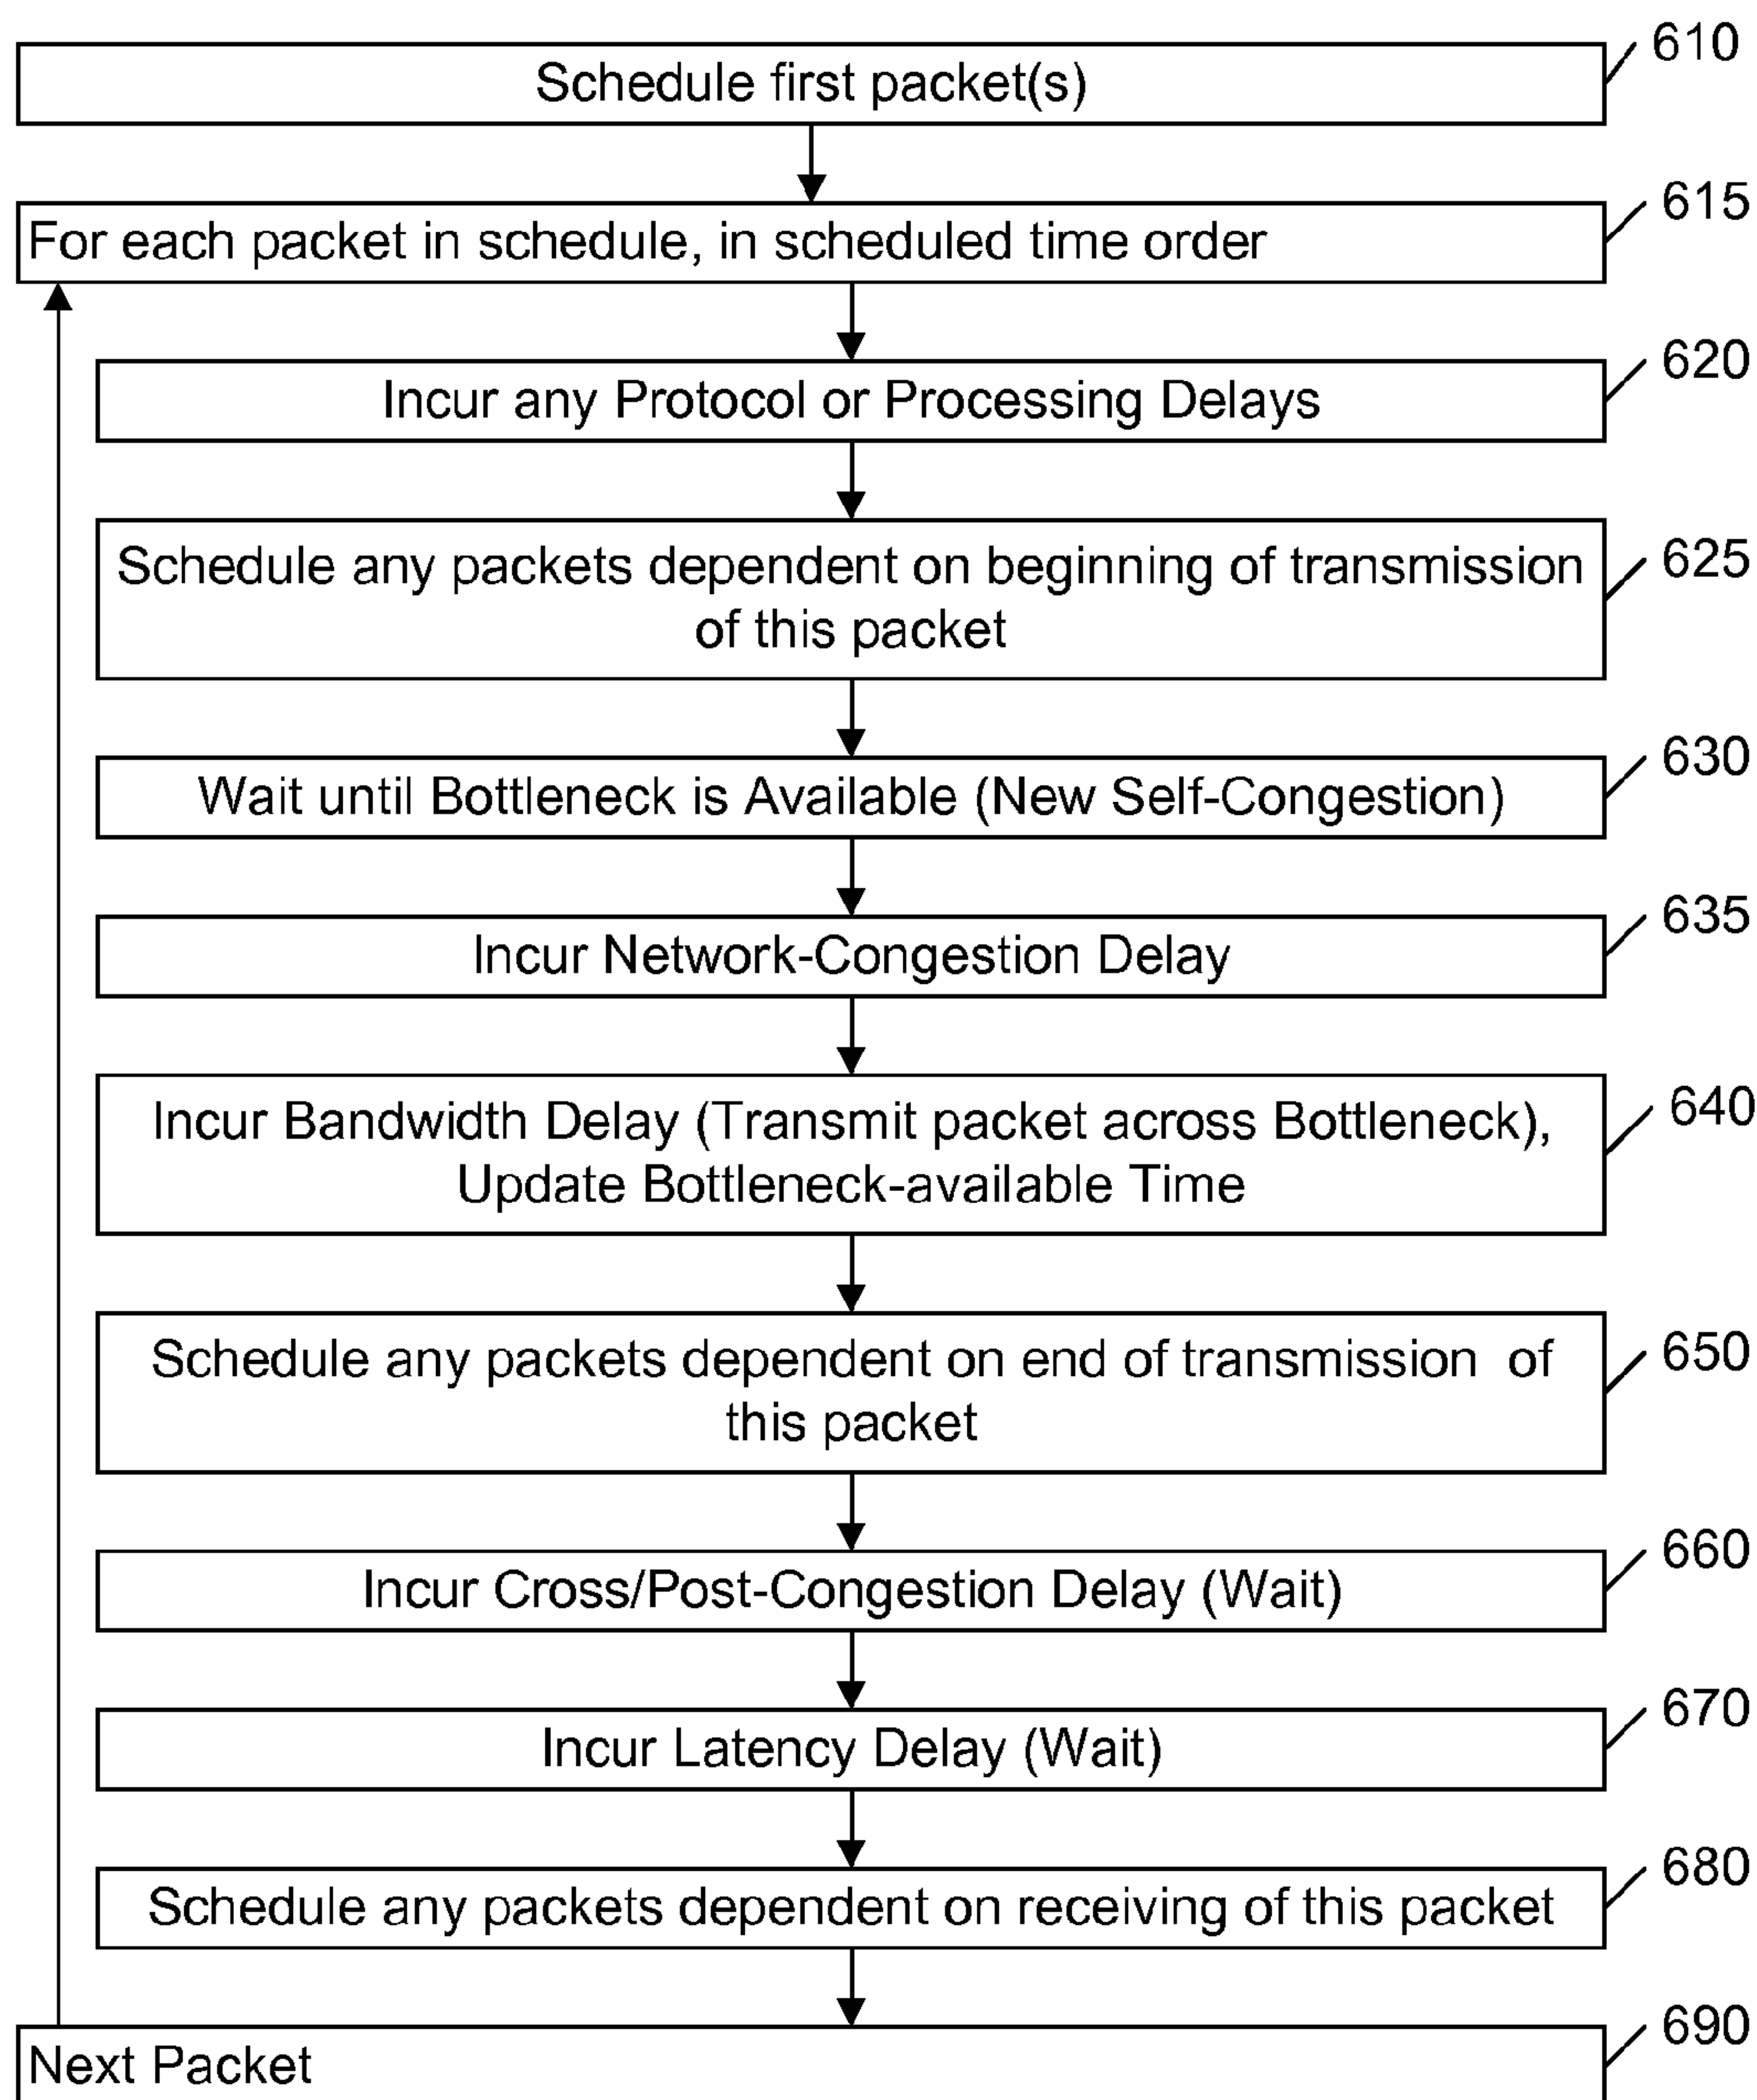 610
Schedule first packet(s)
615
For each packet in schedule, in scheduled time order
620
Incur any Protocol or Processing Delays
625
Schedule any packets dependent on beginning of transmission
of this packet
630
Wait until Bottleneck is Available (New Self-Congestion)
635
Incur Network-Congestion Delay
640
Incur Bandwidth Delay (Transmit packet across Bottleneck),
Update Bottleneck-available Time
650
Schedule any packets dependent on end of transmission of
this packet
660
Incur Cross/Post-Congestion Delay (Wait)
670
Incur Latency Delay (Wait)
680
Schedule any packets dependent on receiving of this packet
690
Next Packet